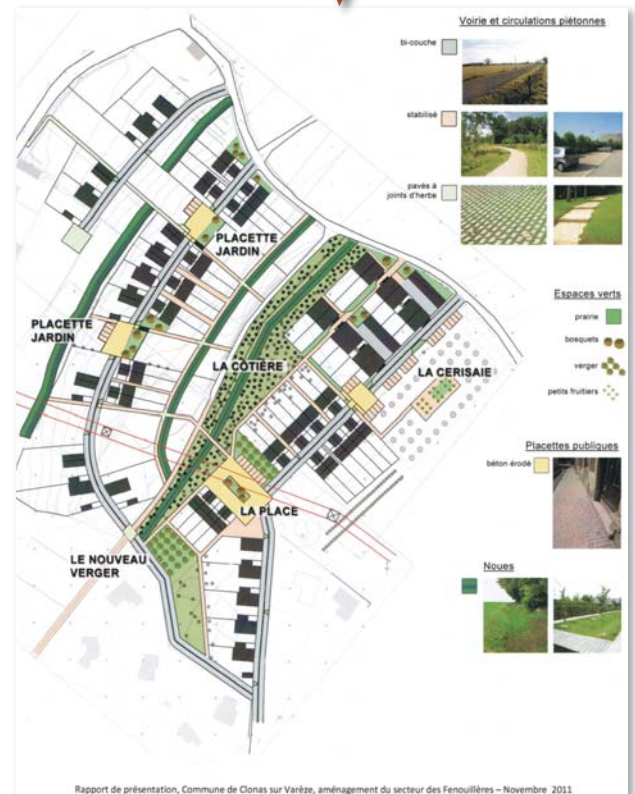 Voirie et circulations piétonnes
bi-couche
stabilisé
pavés à
joints d'herbe
PLACETTE
JARDIN
PLACETTE
JARDIN
LA CÔTIÈRE
LA CERISAIE
LA PLACE
LE NOUVEAU
VERGER
Espaces verts
prairie
bosquets
verger
petits fruitiers
Placettes publiques
béton érodé
Noues
Rapport de présentation, Commune de Clonas sur Varèze, aménagement du secteur des Fenouillères – Novembre 2011